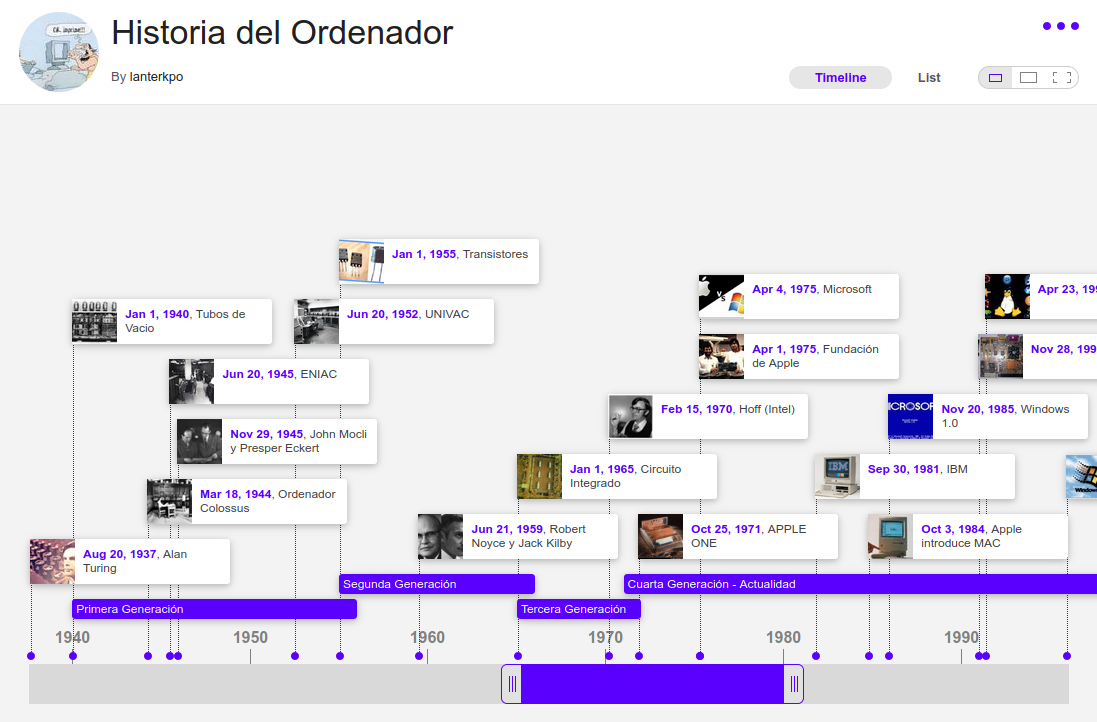 Historia del Ordenador
By lanterkpo
Timeline
List
Jan 1, 1955, Transistores
Apr 4, 1975, Microsoft
Apr 23, 199
Jan 1, 1940, Tubos de
Vacio
Jun 20, 1952, UNIVAC
Apr 1, 1975, Fundación
de Apple
Nov 28, 199
Jun 20, 1945, ENIAC
Feb 15, 1970, Hoff (Intel)
Nov 20, 1985, Windows
1.0
Nov 29, 1945, John Mocli
y Presper Eckert
Jan 1, 1965, Circuito
Integrado
Sep 30, 1981, IBM
Mar 18, 1944, Ordenador
Colossus
Jun 21, 1959, Robert
Noyce y Jack Kilby
Oct 25, 1971, APPLE
ONE
Oct 3, 1984, Apple
introduce MAC
Aug 20, 1937, Alan
Turing
Segunda Generación
Cuarta Generación - Actualidad
Primera Generación
Tercera Generación
1940
1950
1960
1970
1980
1990